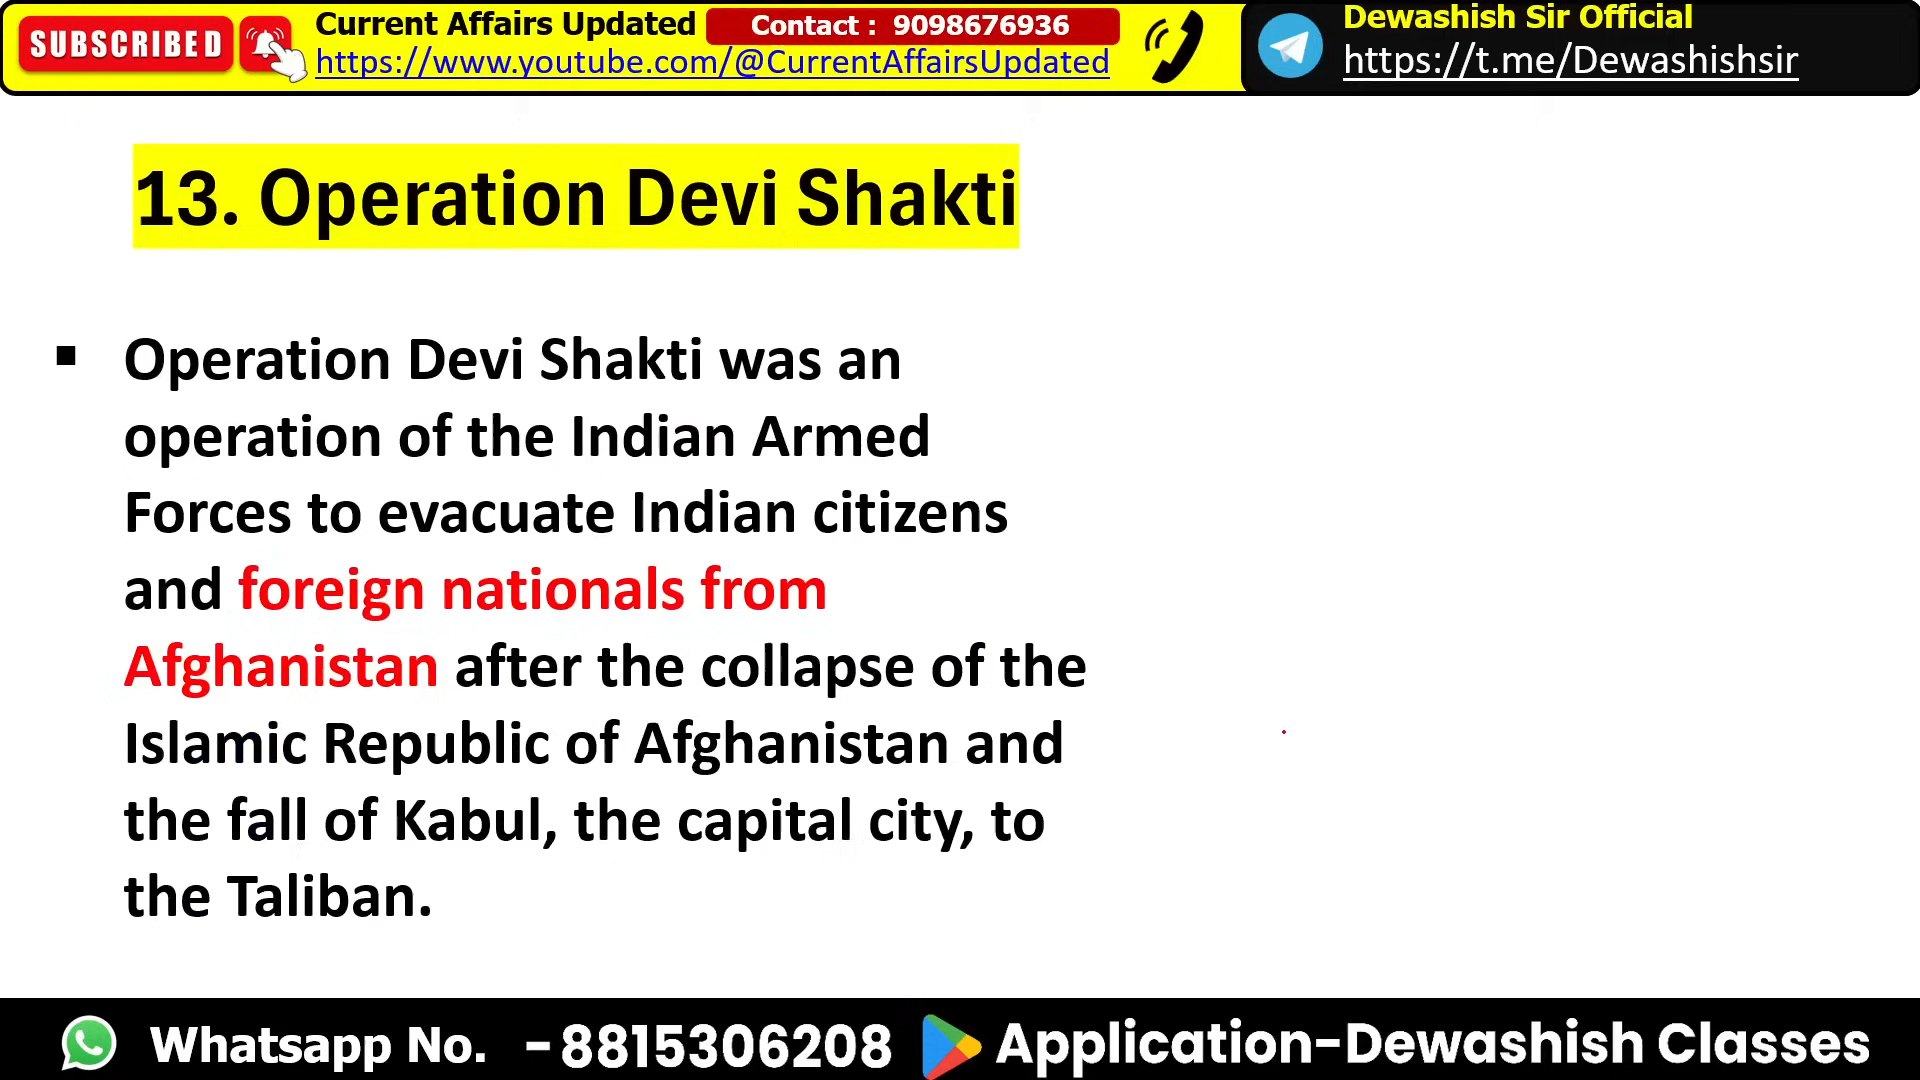 SUBSCRIBED
Current Affairs Updated
Contact : 9098676936
https://www.youtube.com/@CurrentAffairsUpdated
Dewashish Sir Official
https://t.me/Dewashishsir
13. Operation Devi Shakti
▪ Operation Devi Shakti was an
operation of the Indian Armed
Forces to evacuate Indian citizens
and foreign nationals from
Afghanistan after the collapse of the
Islamic Republic of Afghanistan and
the fall of Kabul, the capital city, to
the Taliban.
Whatsapp No. -8815306208
Application-Dewashish Classes